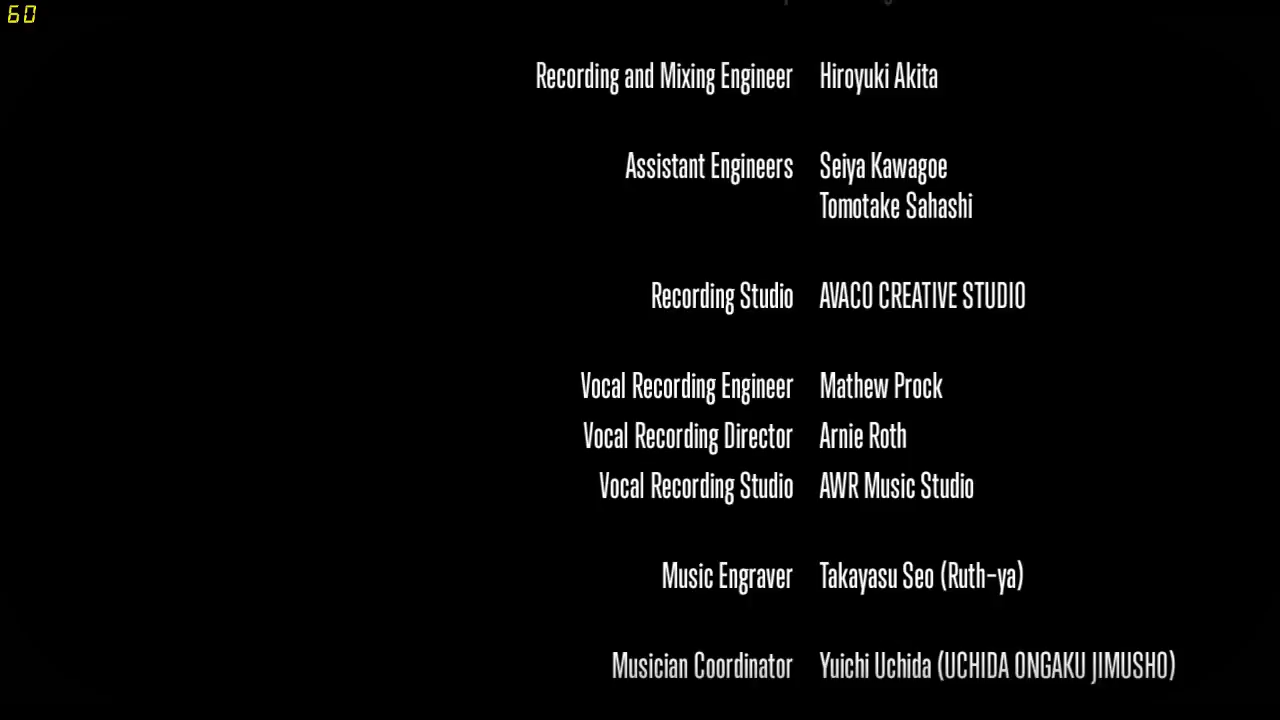 60
Recording and Mixing Engineer Hiroyuki Akita
Assistant Engineers Seiya Kawagoe
Tomotake Sahashi
Recording Studio AVACO CREATIVE STUDIO
Vocal Recording Engineer Mathew Prock
Vocal Recording Director Arnie Roth
Vocal Recording Studio AWR Music Studio
Music Engraver Takayasu Seo (Ruth-ya)
Musician Coordinator Yuichi Uchida (UCHIDA ONGAKU JIMUSHO)